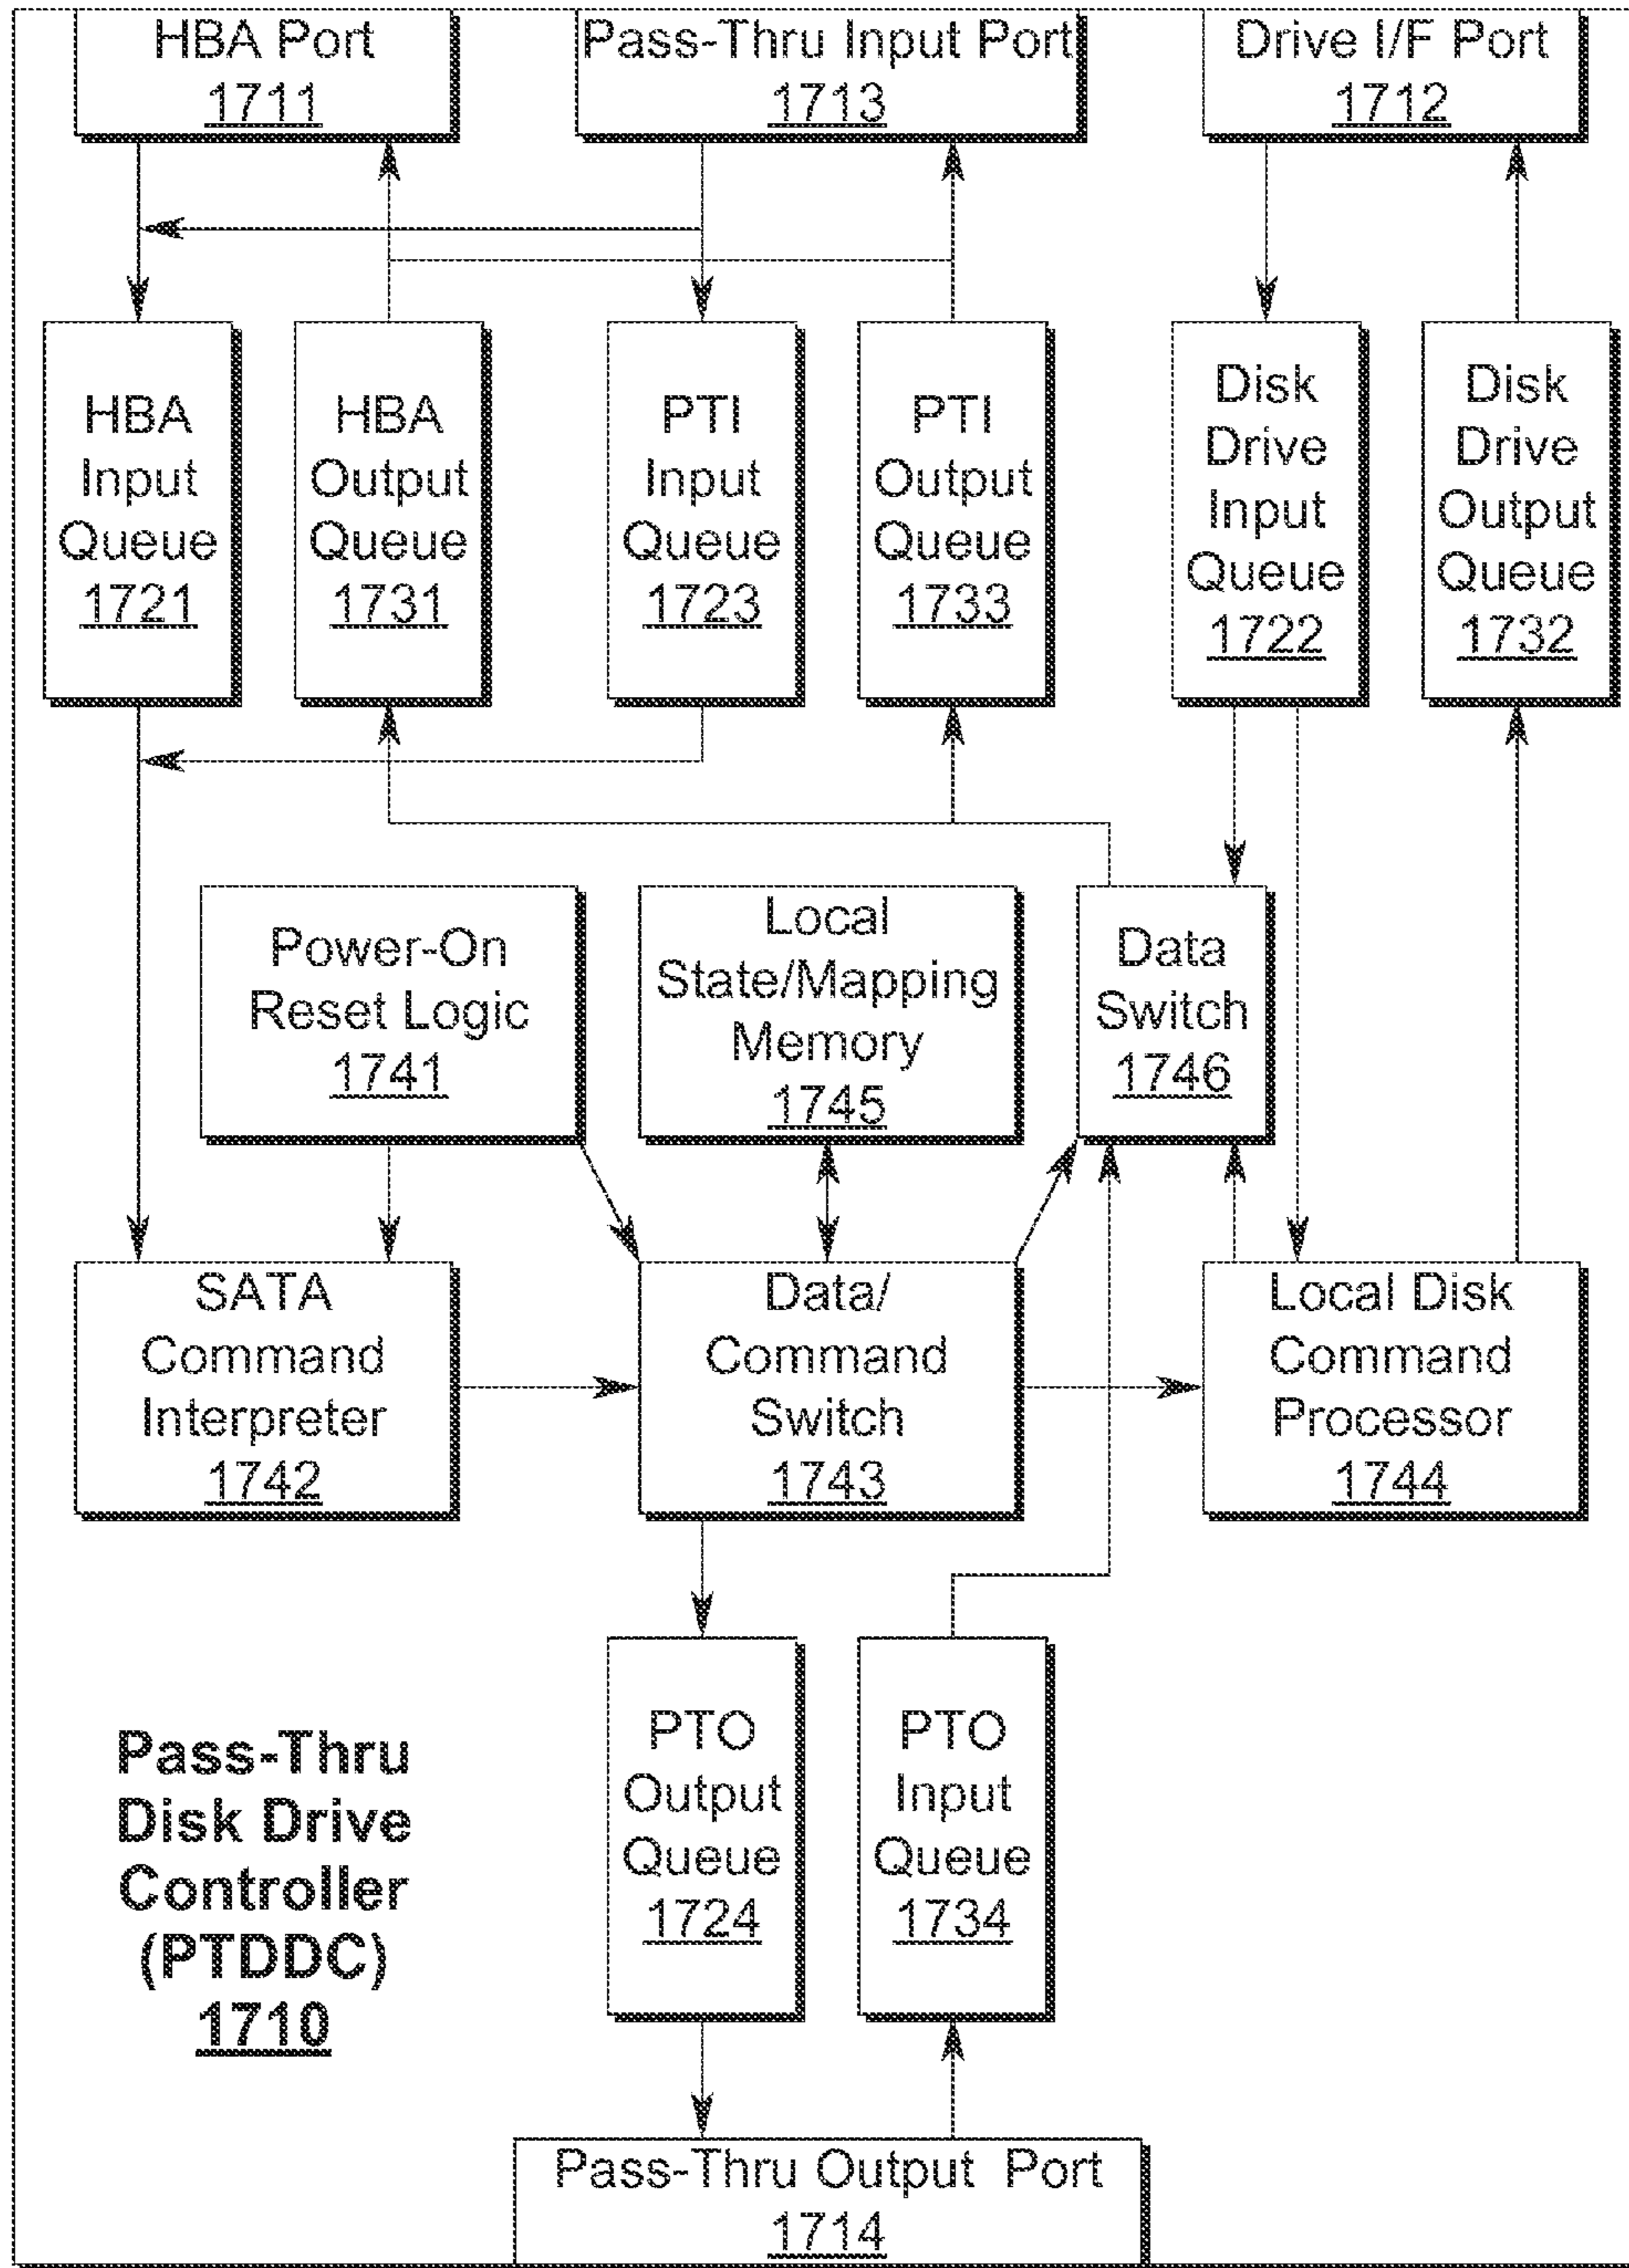 HBA Port
1711
Pass-Thru Input Port
1713
Drive I/F Port
1712
HBA
Input
Queue
1721
HBA
Output
Queue
1731
PTI
Input
Queue
1723
PTI
Output
Queue
1733
Disk
Drive
Input
Queue
1722
Disk
Drive
Output
Queue
1732
Power-On
Reset Logic
1741
Local
State/Mapping
Memory
1745
Data
Switch
1746
SATA
Command
Interpreter
1742
Data/
Command
Switch
1743
Local Disk
Command
Processor
1744
PTO
Output
Queue
1724
PTO
Input
Queue
1734
Pass-Thru
Disk Drive
Controller
(PTDDC)
1710
Pass-Thru Output Port
1714